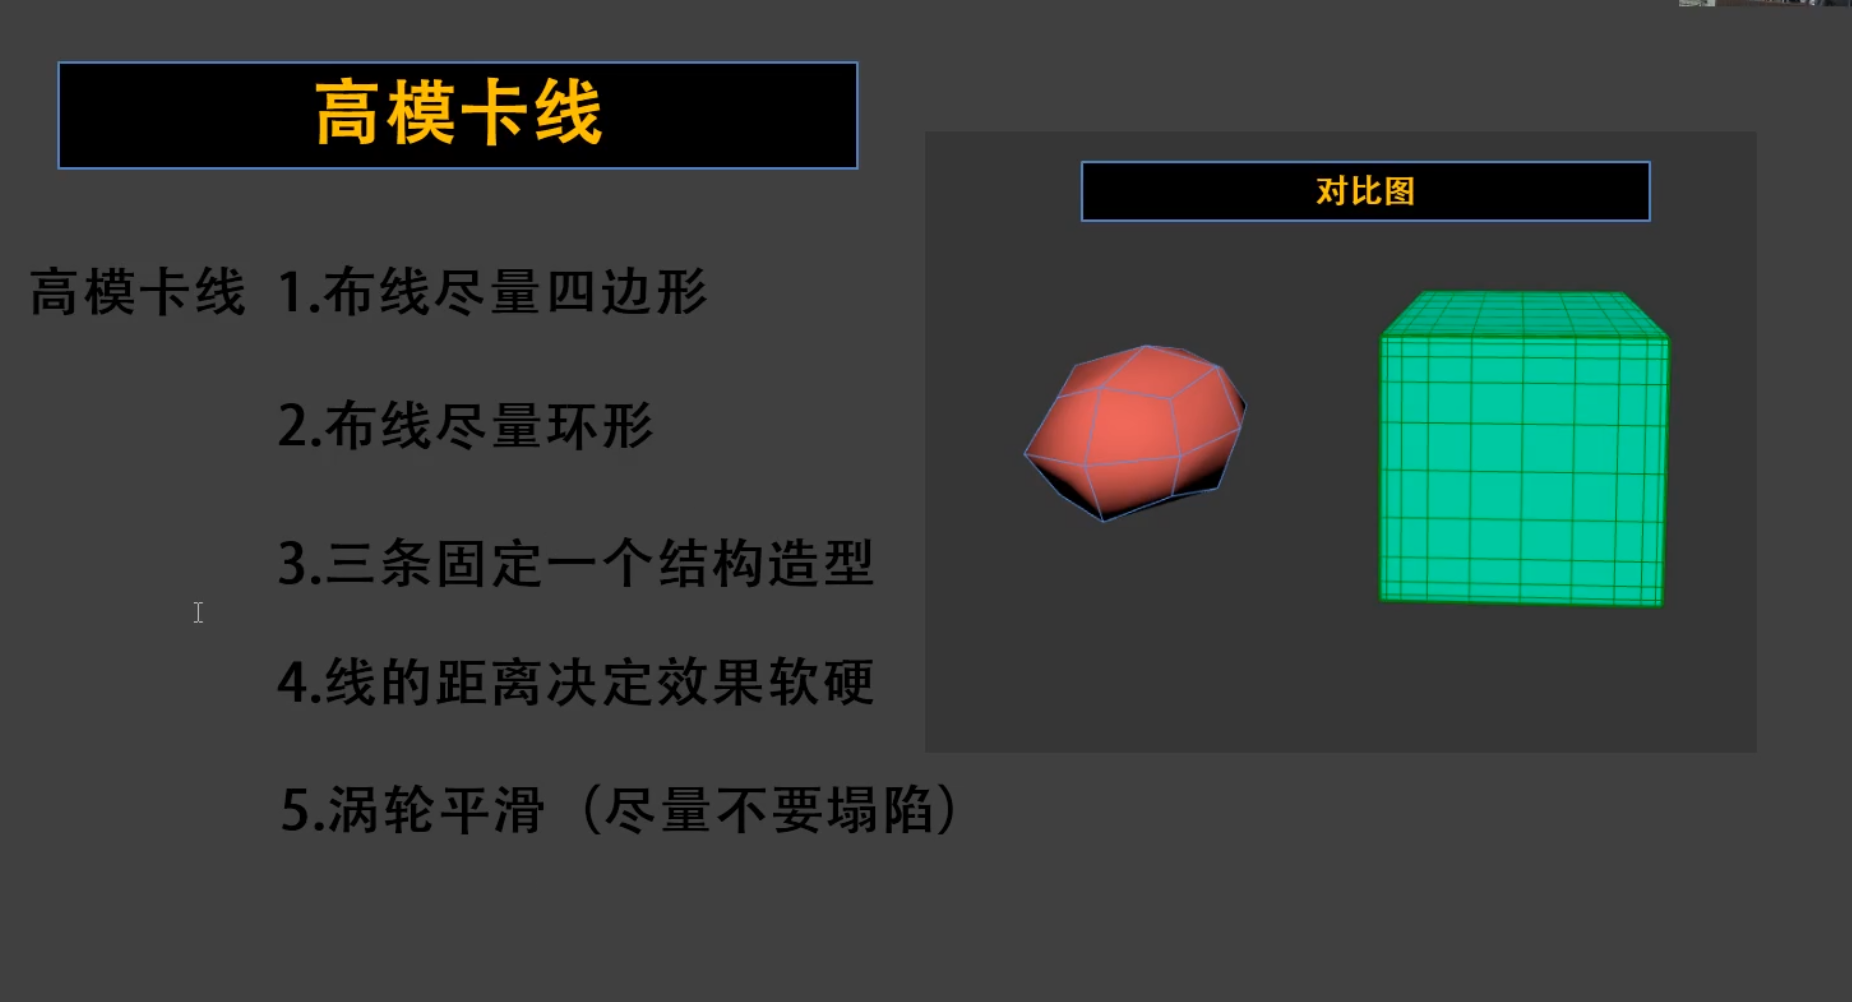 高模卡线
对比图
高模卡线 1.布线尽量四边形
2.布线尽量环形
3.三条固定一个结构造型
4.线的距离决定效果软硬
5.涡轮平滑（尽量不要塌陷）